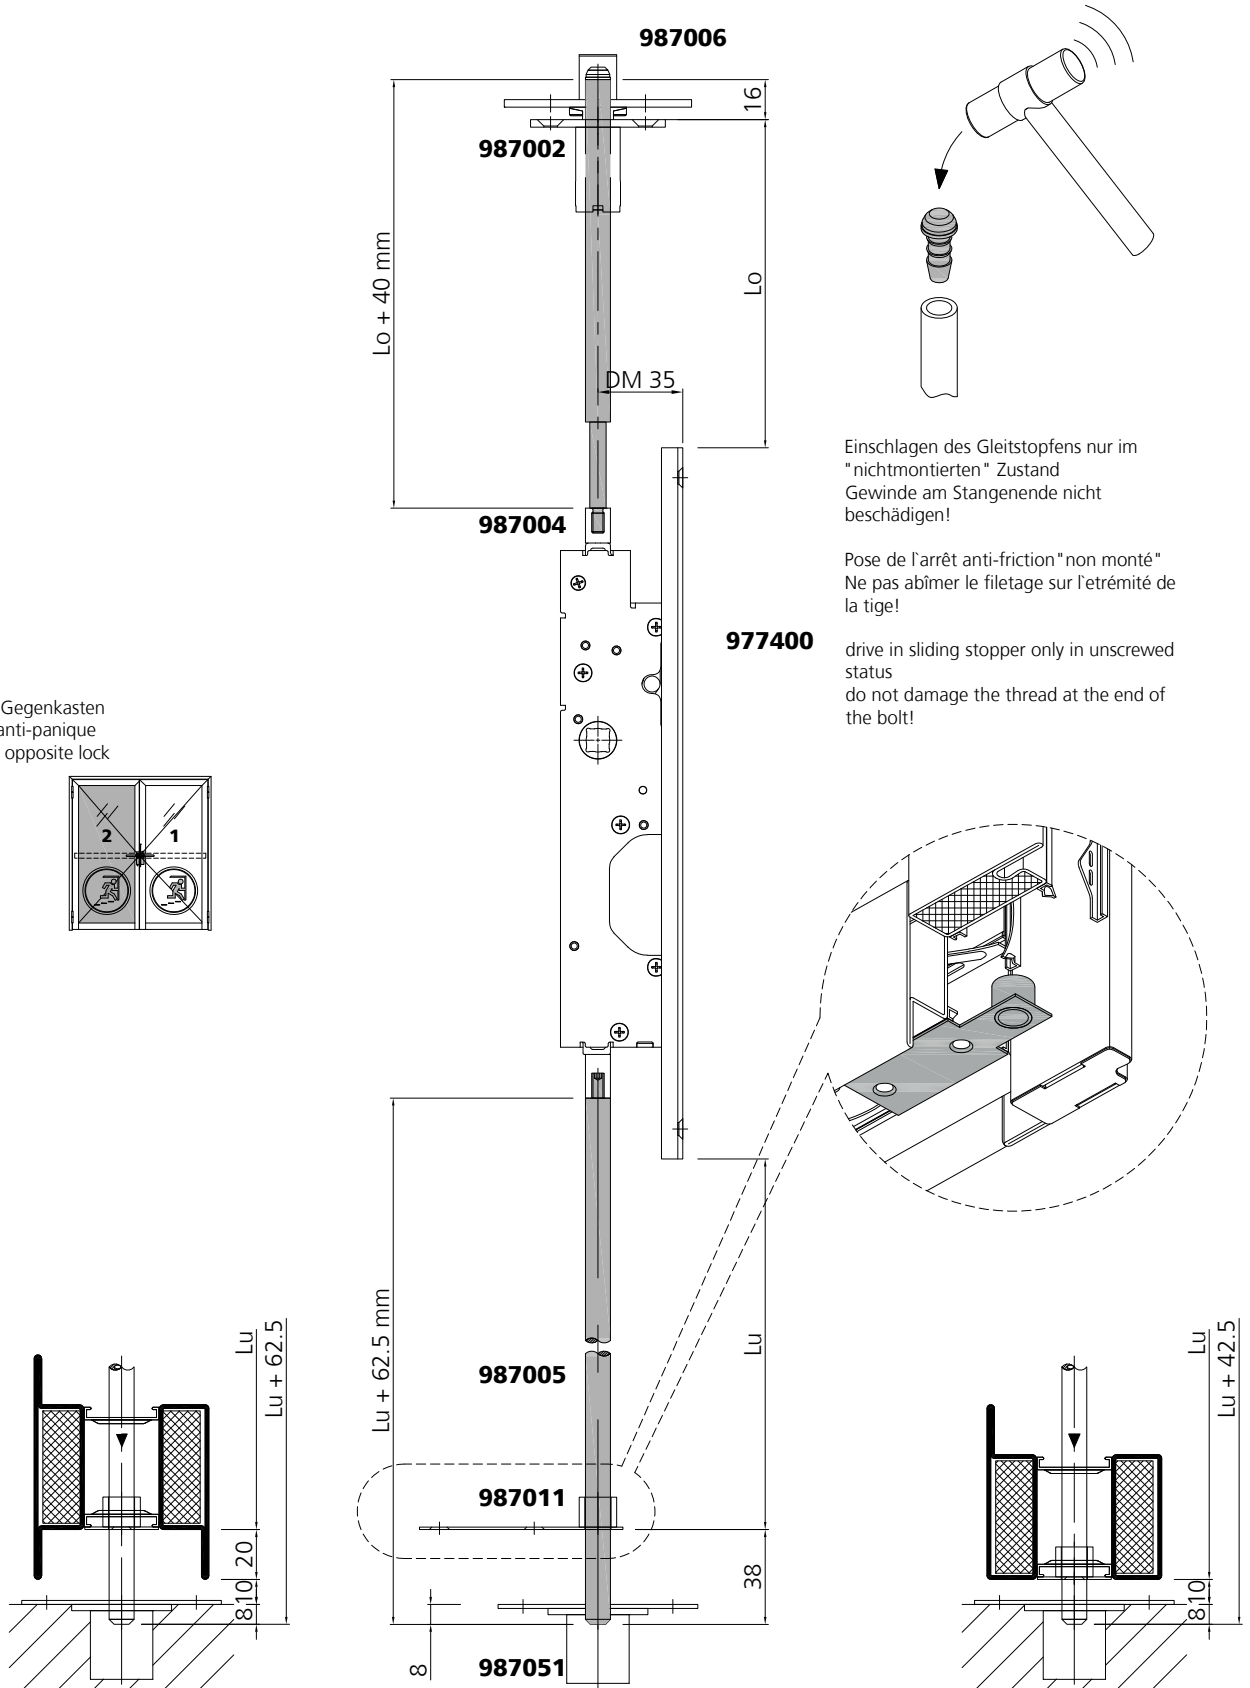 987006
16
987002
Lo + 40 mm
Lo
DM 35
987004
Einschlagen des Gleitstopfens nur im
"nichtmontierten" Zustand
Gewinde am Stangenende nicht
beschädigen!
Pose de l`arrêt anti-friction"non monté"
Ne pas abîmer le filetage sur l`etrémité de
la tige!
977400
drive in sliding stopper only in unscrewed
status
do not damage the thread at the end of
the bolt!
Gegenkasten
anti-panique
opposite lock
2
1
Lu + 62.5 mm
Lu
987005
987011
38
8
987051
Lu
Lu + 62.5
20
10
8
Lu
Lu + 42.5
10
8